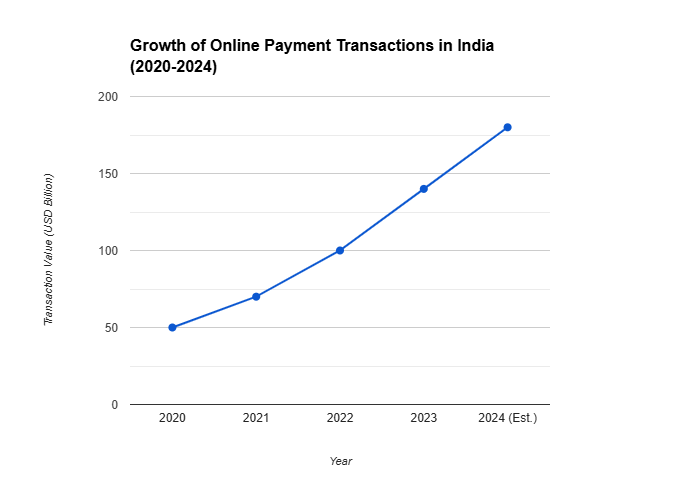 Growth of Online Payment Transactions in India
(2020-2024)
200
150
100
50
0
Transaction Value (USD Billion)
2020 2021 2022 2023 2024 (Est.)
Year